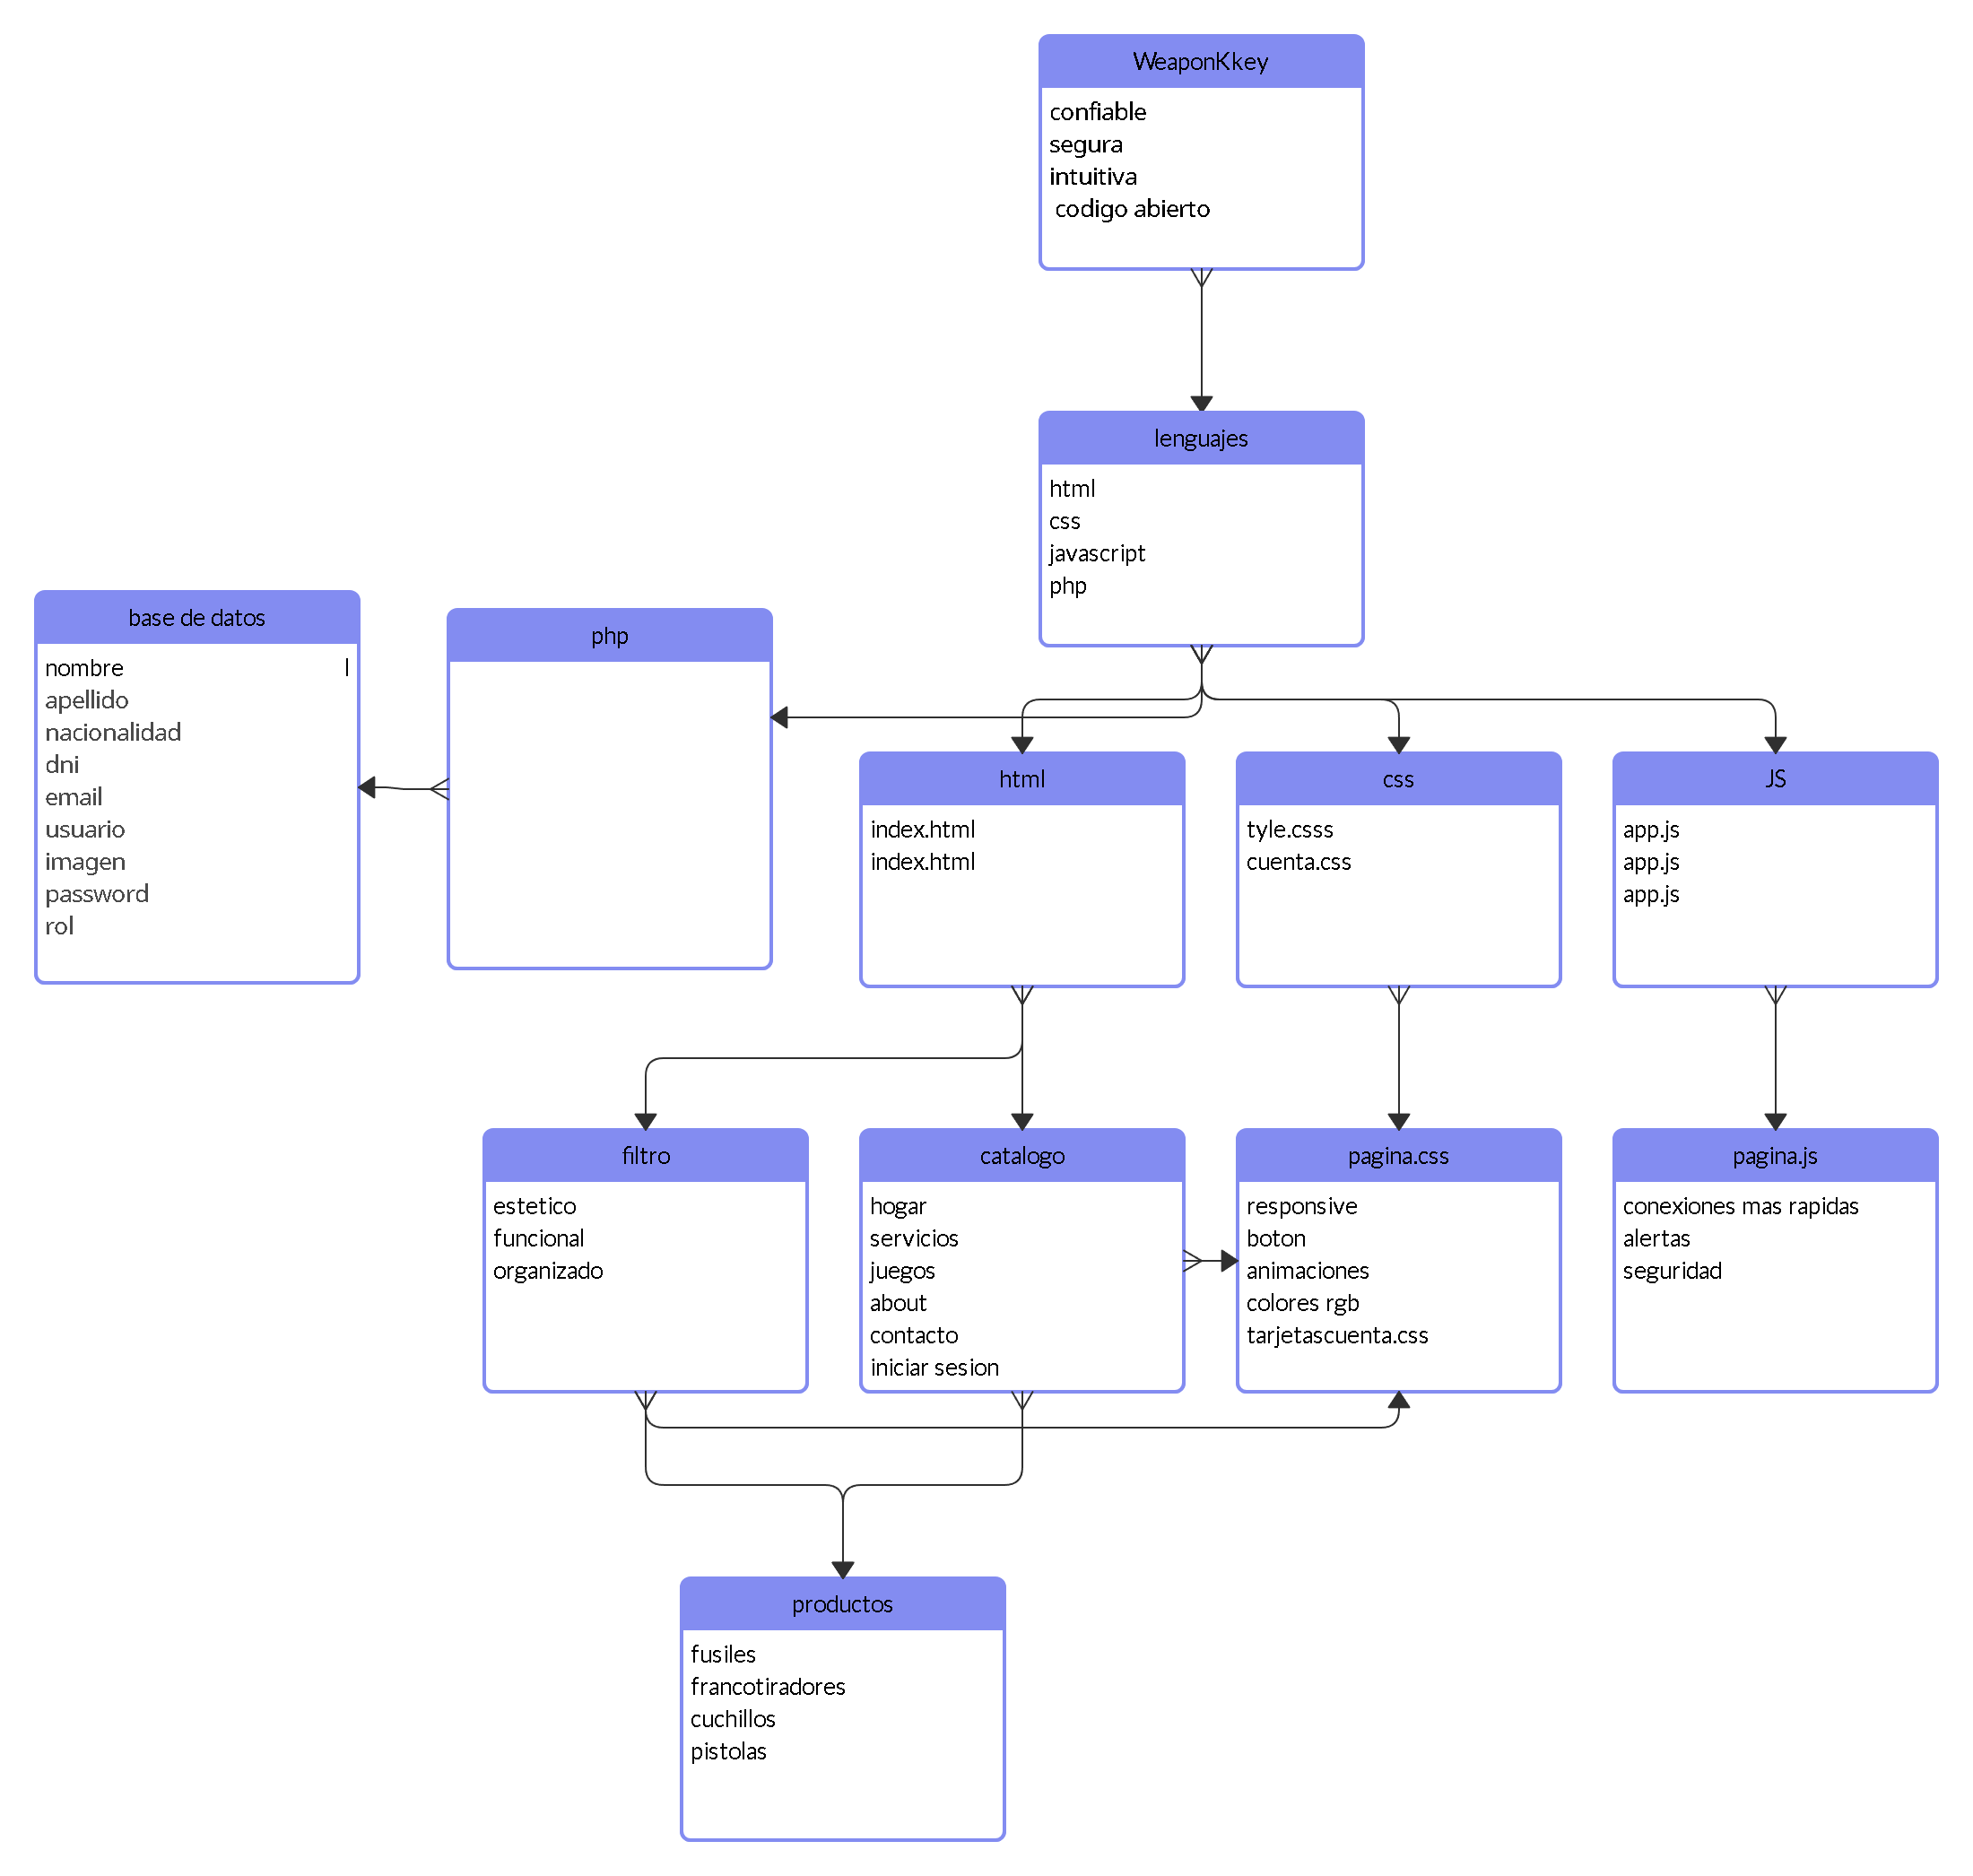 WeaponKkey
confiable
segura
intuitiva
codigo abierto
lenguajes
html
css
javascript
php
base de datos
nombre l
apellido
nacionalidad
dni
email
usuario
imagen
password
rol
php
html
index.html
index.html
css
tyle.csss
cuenta.css
JS
app.js
app.js
app.js
filtro
estetico
funcional
organizado
catalogo
hogar
servicios
juegos
about
contacto
iniciar sesion
pagina.css
responsive
boton
animaciones
colores rgb
tarjetascuenta.css
pagina.js
conexiones mas rapidas
alertas
seguridad
productos
fusiles
francotiradores
cuchillos
pistolas